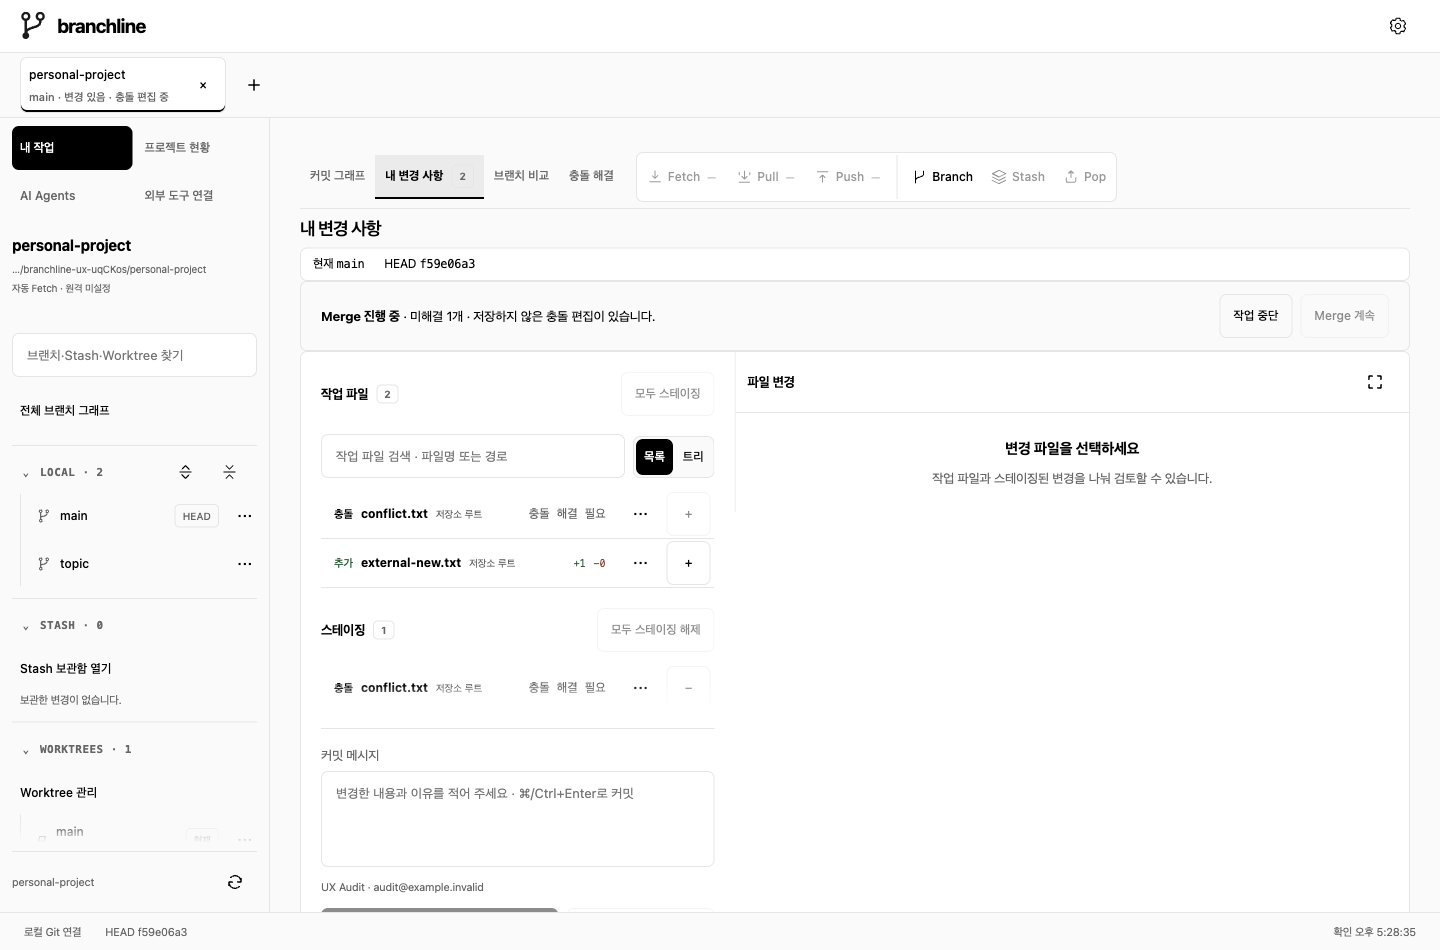 branchline
personal-project
main · 변경 있음 · 충돌 편집 중
×
+
내 작업
프로젝트 현황
AI Agents
외부 도구 연결
personal-project
.../branchline-ux-uqCKos/personal-project
자동 Fetch · 원격 미설정
브랜치·Stash·Worktree 찾기
전체 브랜치 그래프
LOCAL · 2
main HEAD ···
topic ···
STASH · 0
Stash 보관함 열기
보관한 변경이 없습니다.
WORKTREES · 1
Worktree 관리
main
personal-project
커밋 그래프 내 변경 사항 2 브랜치 비교 충돌 해결
Fetch — Pull — Push — Branch Stash Pop
내 변경 사항
현재 main HEAD f59e06a3
Merge 진행 중 · 미해결 1개 · 저장하지 않은 충돌 편집이 있습니다.
작업 중단 Merge 계속
작업 파일 2 모두 스테이징
작업 파일 검색 · 파일명 또는 경로 목록 트리
충돌 conflict.txt 저장소 루트 충돌 해결 필요 ··· +
추가 external-new.txt 저장소 루트 +1 −0 ··· +
스테이징 1 모두 스테이징 해제
충돌 conflict.txt 저장소 루트 충돌 해결 필요 ··· −
커밋 메시지
변경한 내용과 이유를 적어 주세요 · ⌘/Ctrl+Enter로 커밋
UX Audit · audit@example.invalid
파일 변경
변경 파일을 선택하세요
작업 파일과 스테이징된 변경을 나눠 검토할 수 있습니다.
로컬 Git 연결 HEAD f59e06a3
확인 오후 5:28:35